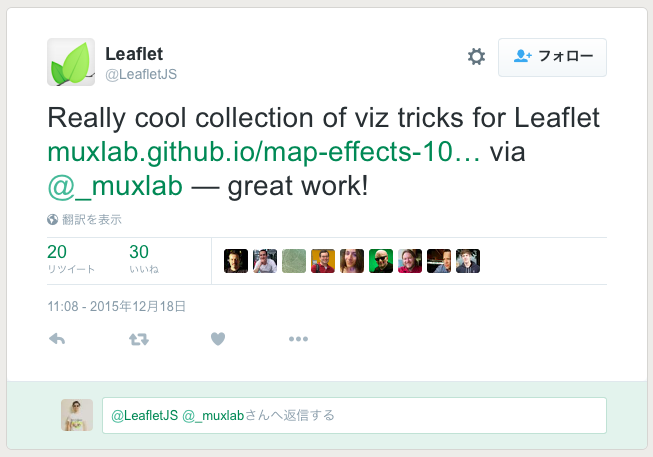 Leaflet
@LeafletJS
フォロー
Really cool collection of viz tricks for Leaflet
muxlab.github.io/map-effects-10… via
@_muxlab — great work!
翻訳を表示
20
リツイート
30
いいね
11:08 - 2015年12月18日
@LeafletJS @_muxlabさんへ返信する